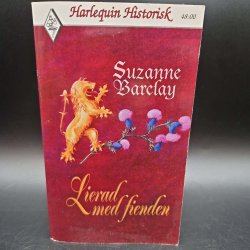 Harlequin Historisk
48:00
Suzanne
Barclay
Lierad
med fienden